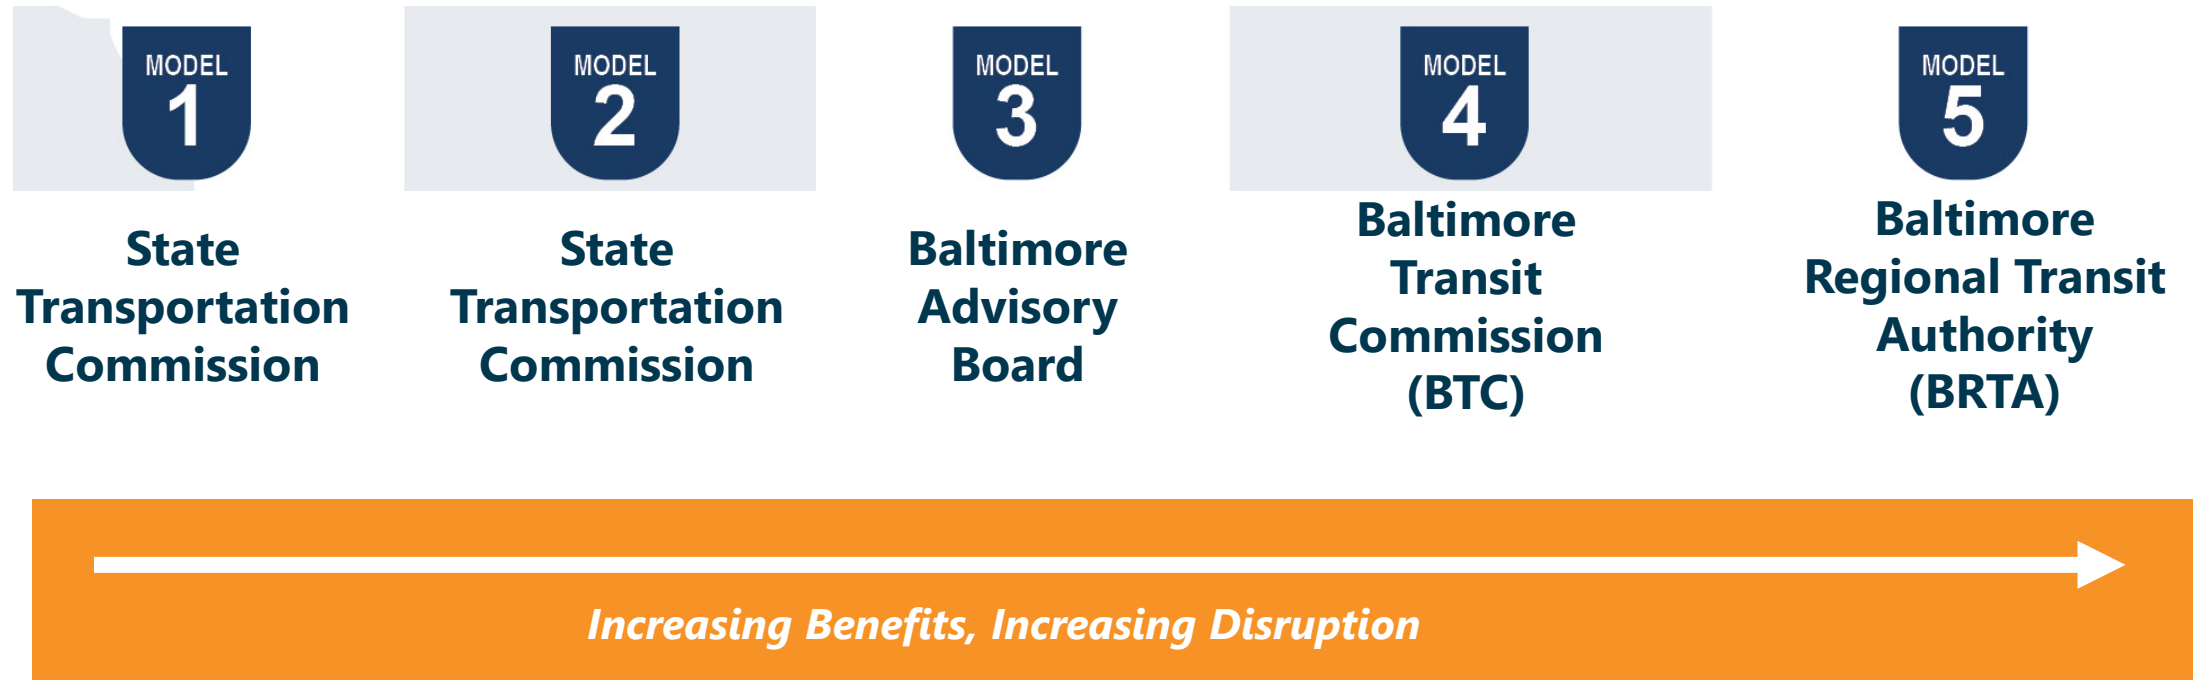 MODEL
1
State
Transportation
Commission
MODEL
2
State
Transportation
Commission
MODEL
3
Baltimore
Advisory
Board
MODEL
4
Baltimore
Transit
Commission
(BTC)
MODEL
5
Baltimore
Regional Transit
Authority
(BRTA)
Increasing Benefits, Increasing Disruption